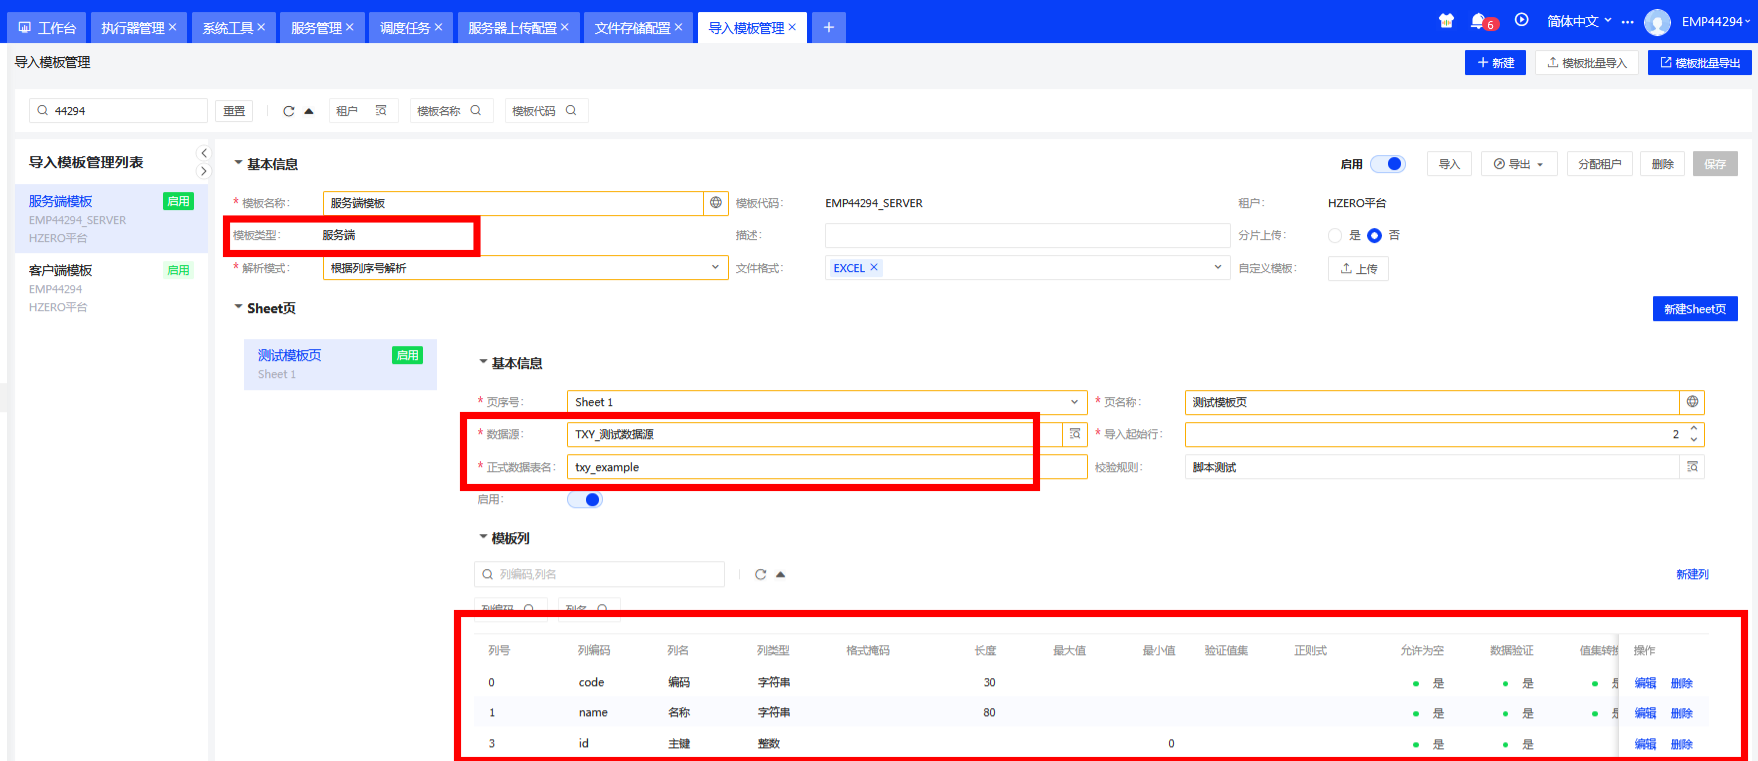 工作台 执行器管理 × 系统工具 × 服务管理 × 调度任务 × 服务器上传配置 × 文件存储配置 × 导入模板管理 × + 6 简体中文 EMP44294
导入模板管理 + 新建 模板批量导入 模板批量导出
44294 重置 租户 模板名称 模板代码
导入模板管理列表
服务端模板 启用
EMP44294_SERVER
HZERO平台
客户端模板 启用
EMP44294
HZERO平台
基本信息 启用 导入 导出 分配租户 删除 保存
* 模板名称: 服务端模板 模板代码: EMP44294_SERVER 租户: HZERO平台
模板类型: 服务端 描述: 分片上传: 是 否
* 解析模式: 根据列序号解析 文件格式: EXCEL × 自定义模板: 上传
Sheet页 新建Sheet页
测试模板页 启用
Sheet 1
基本信息
* 页序号: Sheet 1 * 页名称: 测试模板页
* 数据源: TXY_测试数据源 * 导入起始行: 2
* 正式数据表名: txy_example 校验规则: 脚本测试
启用:
模板列
列编码,列名 新建列
列编码 列名
列号 列编码 列名 列类型 格式掩码 长度 最大值 最小值 验证值集 正则式 允许为空 数据验证 值集转换 操作
0 code 编码 字符串 30 是 是 是 编辑 删除
1 name 名称 字符串 80 是 是 是 编辑 删除
3 id 主键 整数 0 是 是 编辑 删除